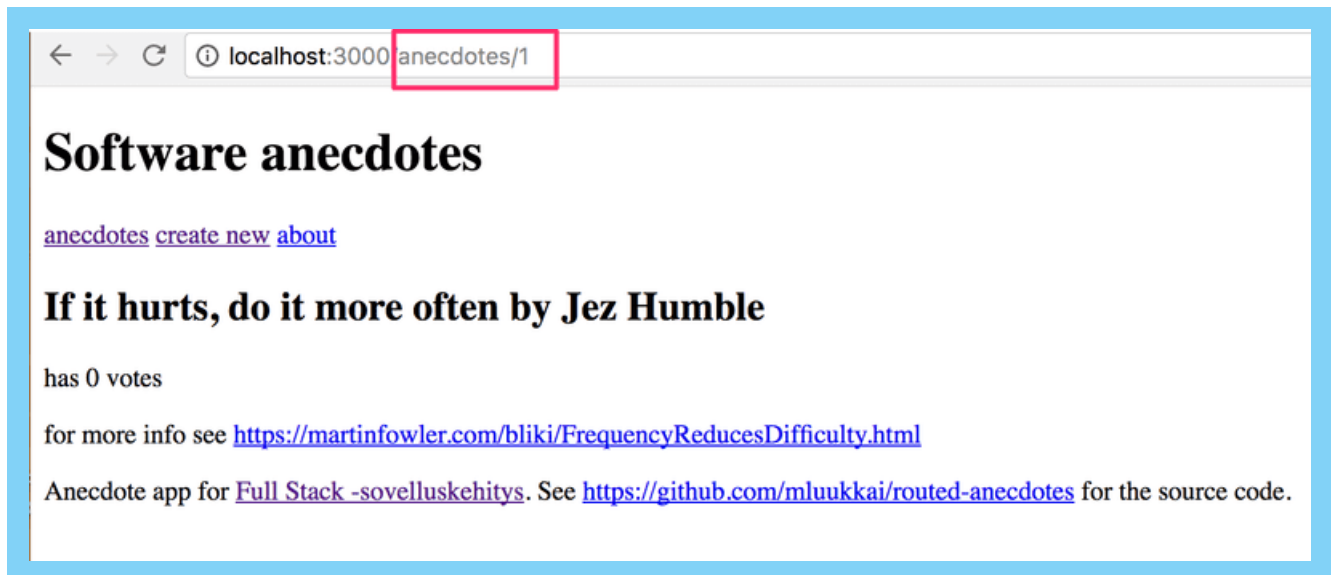 localhost:3000/anecdotes/1
Software anecdotes
anecdotes create new about
If it hurts, do it more often by Jez Humble
has 0 votes
for more info see https://martinfowler.com/bliki/FrequencyReducesDifficulty.html
Anecdote app for Full Stack -sovelluskehitys. See https://github.com/mluukkai/routed-anecdotes for the source code.